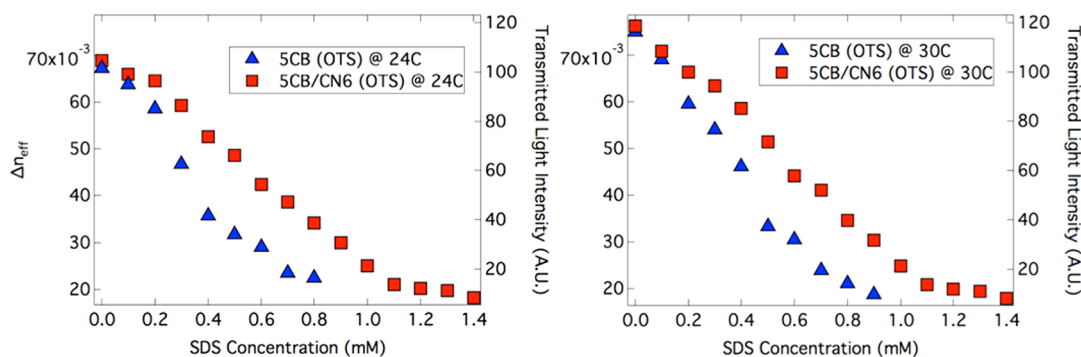 70x10⁻³
60
50
40
30
20
Δn_eff
5CB (OTS) @ 24C
5CB/CN6 (OTS) @ 24C
120
100
80
60
40
20
Transmitted Light Intensity (A.U.)
0.0 0.2 0.4 0.6 0.8 1.0 1.2 1.4
SDS Concentration (mM)
70x10⁻³
60
50
40
30
20
5CB (OTS) @ 30C
5CB/CN6 (OTS) @ 30C
120
100
80
60
40
20
Transmitted Light Intensity (A.U.)
0.0 0.2 0.4 0.6 0.8 1.0 1.2 1.4
SDS Concentration (mM)